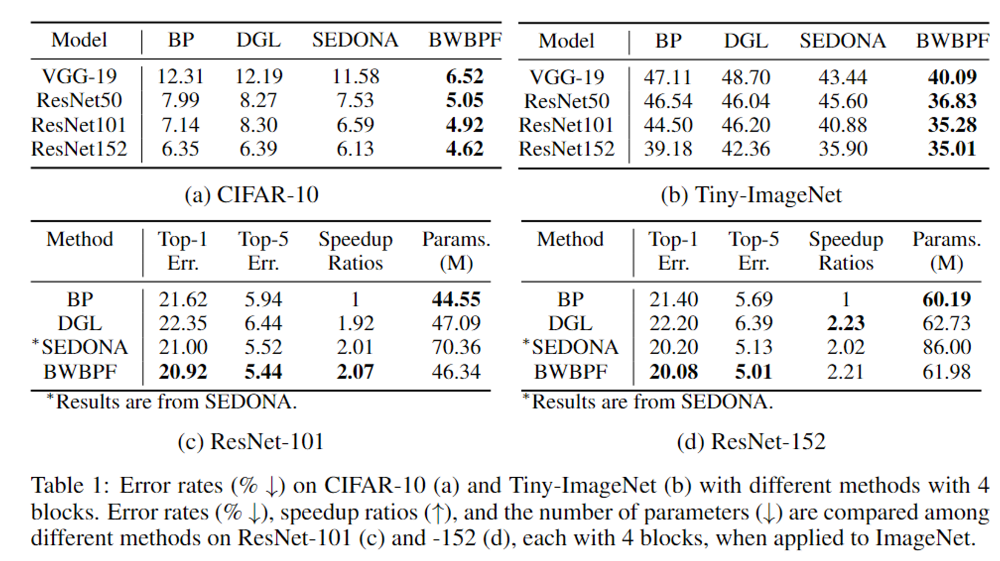 Model BP DGL SEDONA BWBPF
VGG-19 12.31 12.19 11.58 6.52
ResNet50 7.99 8.27 7.53 5.05
ResNet101 7.14 8.30 6.59 4.92
ResNet152 6.35 6.39 6.13 4.62
(a) CIFAR-10
Model BP DGL SEDONA BWBPF
VGG-19 47.11 48.70 43.44 40.09
ResNet50 46.54 46.04 45.60 36.83
ResNet101 44.50 46.20 40.88 35.28
ResNet152 39.18 42.36 35.90 35.01
(b) Tiny-ImageNet
Method Top-1 Top-5 Speedup Params.
Err. Err. Ratios (M)
BP 21.62 5.94 1 44.55
DGL 22.35 6.44 1.92 47.09
*SEDONA 21.00 5.52 2.01 70.36
BWBPF 20.92 5.44 2.07 46.34
*Results are from SEDONA.
(c) ResNet-101
Method Top-1 Top-5 Speedup Params.
Err. Err. Ratios (M)
BP 21.40 5.69 1 60.19
DGL 22.20 6.39 2.23 62.73
*SEDONA 20.20 5.13 2.02 86.00
BWBPF 20.08 5.01 2.21 61.98
*Results are from SEDONA.
(d) ResNet-152
Table 1: Error rates (% ↓) on CIFAR-10 (a) and Tiny-ImageNet (b) with different methods with 4
blocks. Error rates (% ↓), speedup ratios (↑), and the number of parameters (↓) are compared among
different methods on ResNet-101 (c) and -152 (d), each with 4 blocks, when applied to ImageNet.